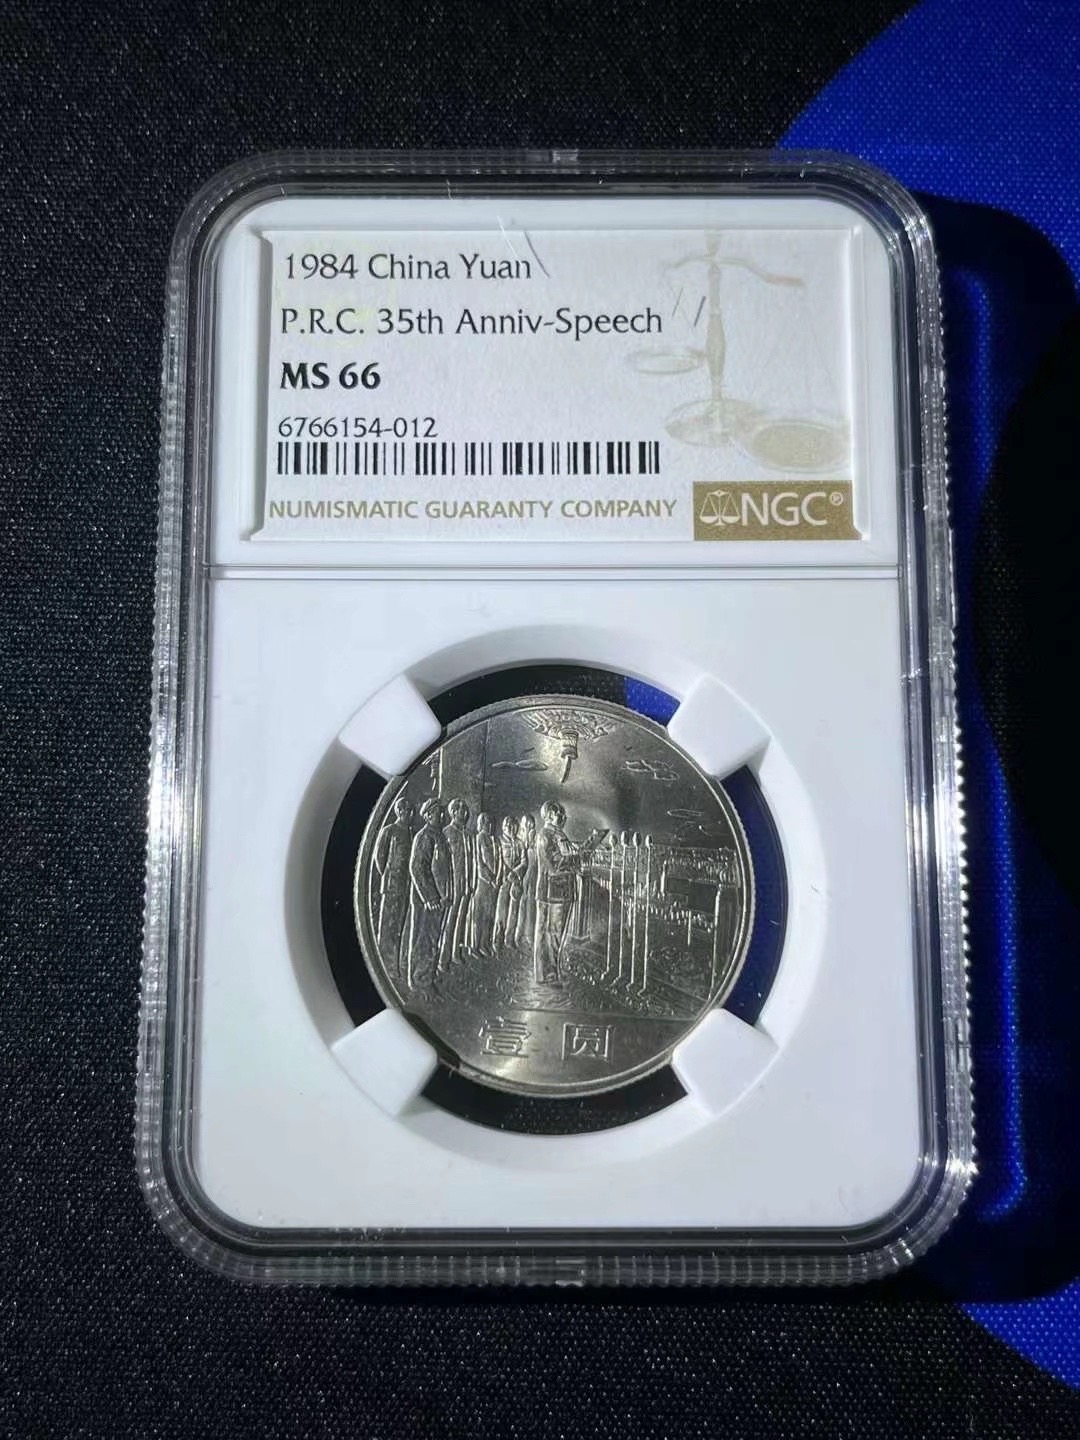 1984 China Yuan
P.R.C. 35th Anniv-Speech
MS 66
6766154-012
NUMISMATIC GUARANTY COMPANY
NGC®
壹圆